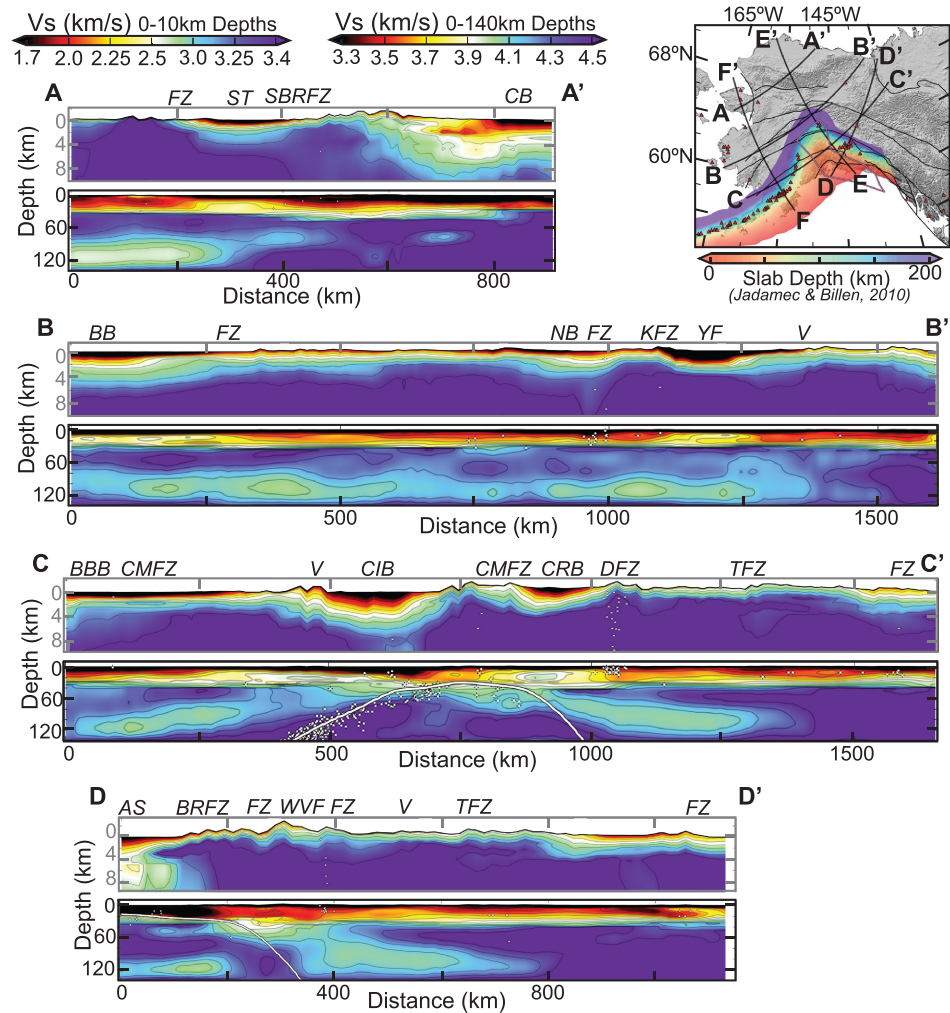 Vs (km/s) 0-10km Depths
1.7 2.0 2.25 2.5 3.0 3.25 3.4
Vs (km/s) 0-140km Depths
3.3 3.5 3.7 3.9 4.1 4.3 4.5
165ºW 145ºW
68ºN
60ºN
E' A' B' D' C' F'
A
B
C
D E
F
0 200
Slab Depth (km)
(Jadamec & Billen, 2010)
A FZ ST SBRFZ CB A'
Depth (km)
0
4
8
0
60
120
0 400 800
Distance (km)
B BB FZ NB FZ KFZ YF V B'
Depth (km)
0
4
8
0
60
120
0 500 1000 1500
Distance (km)
C BBB CMFZ V CIB CMFZ CRB DFZ TFZ FZ C'
Depth (km)
0
4
8
0
60
120
0 500 1000 1500
Distance (km)
D AS BRFZ FZ WVF FZ V TFZ FZ D'
Depth (km)
0
4
8
0
60
120
0 400 800
Distance (km)